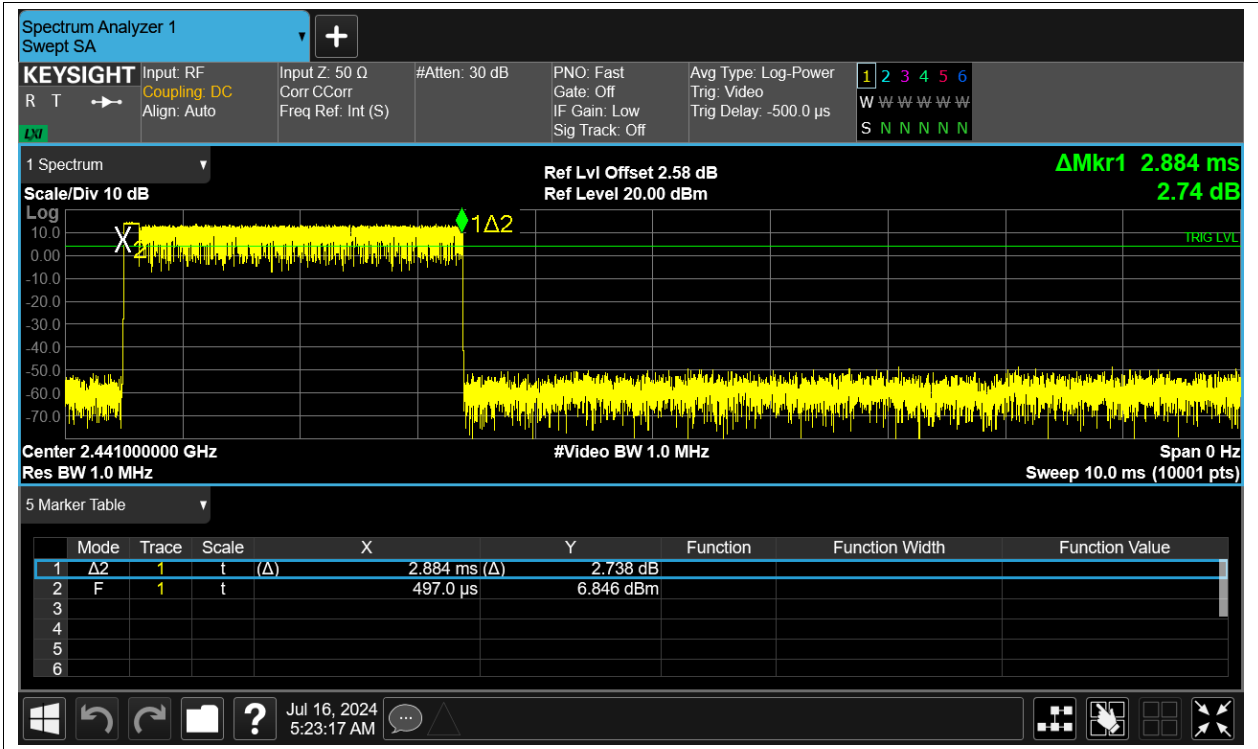 Spectrum Analyzer 1
Swept SA
KEYSIGHT
R T
LXI
Input: RF
Coupling: DC
Align: Auto
Input Z: 50 Ω
Corr CCorr
Freq Ref: Int (S)
#Atten: 30 dB
PNO: Fast
Gate: Off
IF Gain: Low
Sig Track: Off
Avg Type: Log-Power
Trig: Video
Trig Delay: -500.0 µs
1 2 3 4 5 6
W W W W W W
S N N N N N
1 Spectrum
Scale/Div 10 dB
Ref Lvl Offset 2.58 dB
Ref Level 20.00 dBm
ΔMkr1 2.884 ms
2.74 dB
Log
10.0
0.00
-10.0
-20.0
-30.0
-40.0
-50.0
-60.0
-70.0
X
2
1Δ2
TRIG LVL
Center 2.441000000 GHz
#Video BW 1.0 MHz
Span 0 Hz
Res BW 1.0 MHz
Sweep 10.0 ms (10001 pts)
5 Marker Table
Mode Trace Scale X Y Function Function Width Function Value
1 Δ2 1 t (Δ) 2.884 ms (Δ) 2.738 dB
2 F 1 t 497.0 µs 6.846 dBm
3
4
5
6
?
Jul 16, 2024
5:23:17 AM